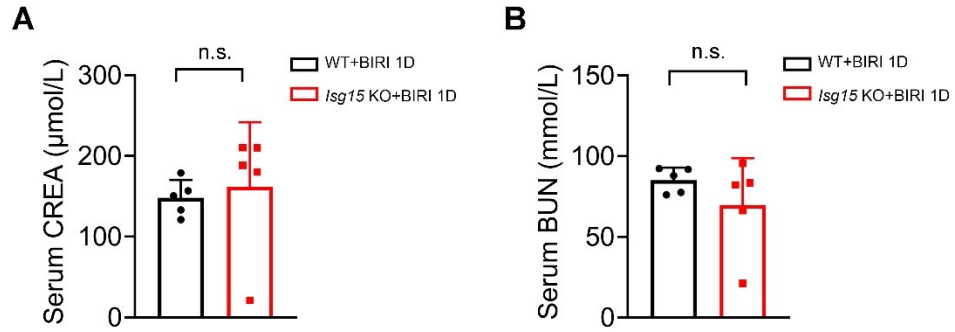 A
n.s.
WT+BIRI 1D
Isg15 KO+BIRI 1D
Serum CREA (μmol/L)
300
200
100
0
B
n.s.
WT+BIRI 1D
Isg15 KO+BIRI 1D
Serum BUN (mmol/L)
150
100
50
0